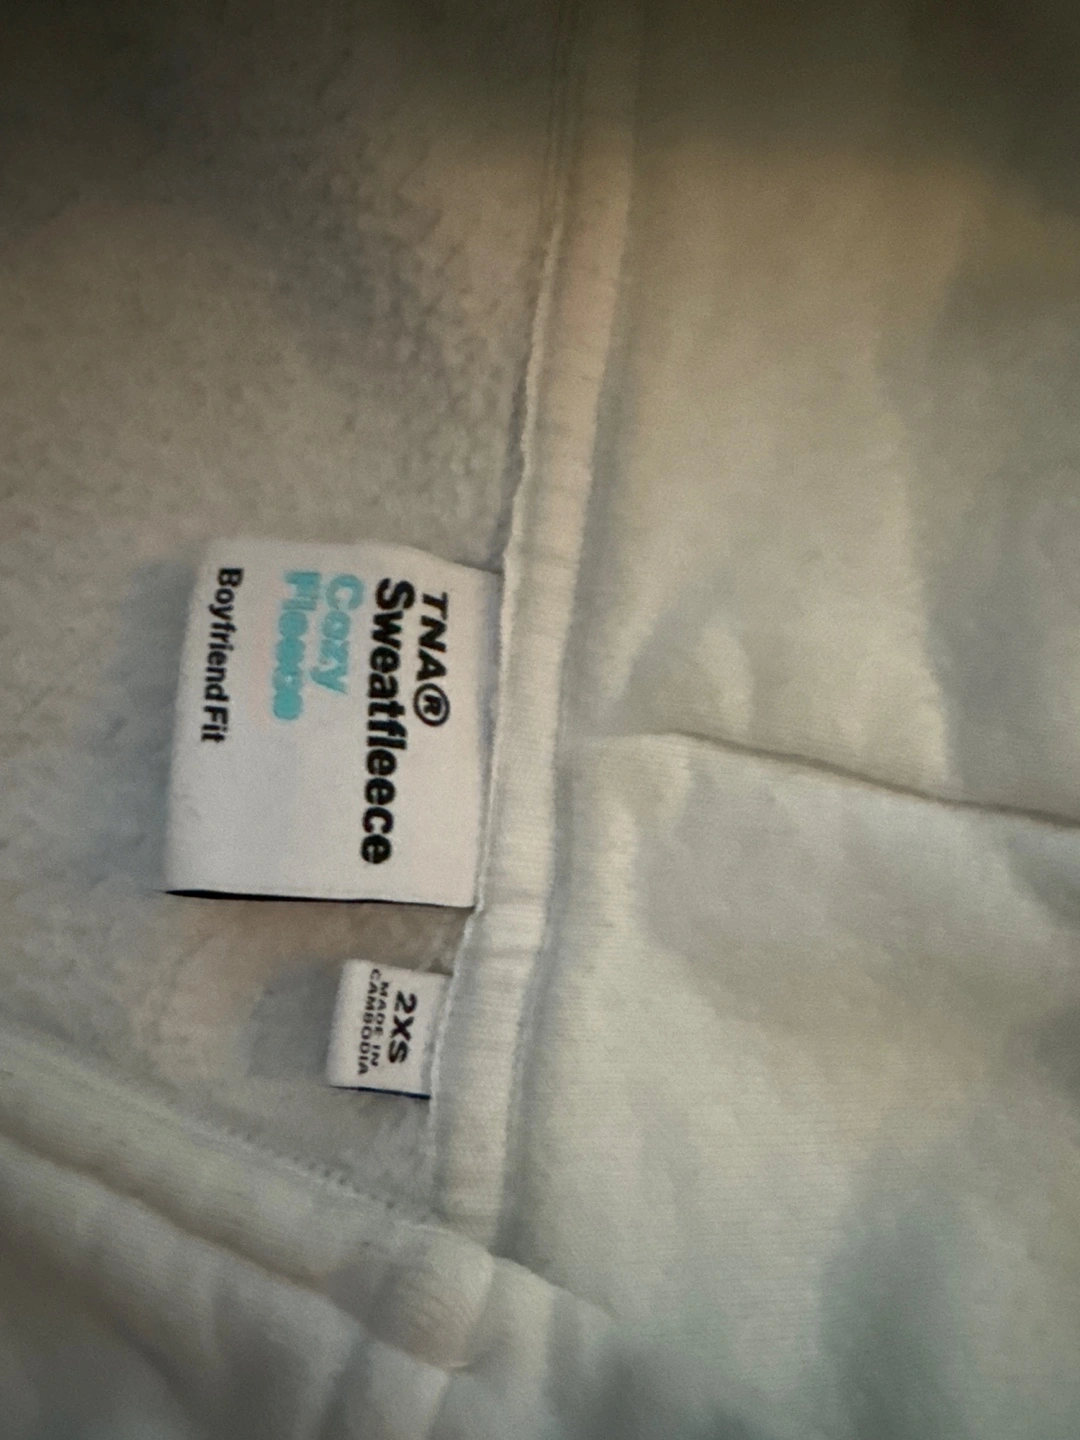 TNA®
Sweatfleece
Cozy
Fleece
Boyfriend Fit
2XS
MADE IN
CAMBODIA